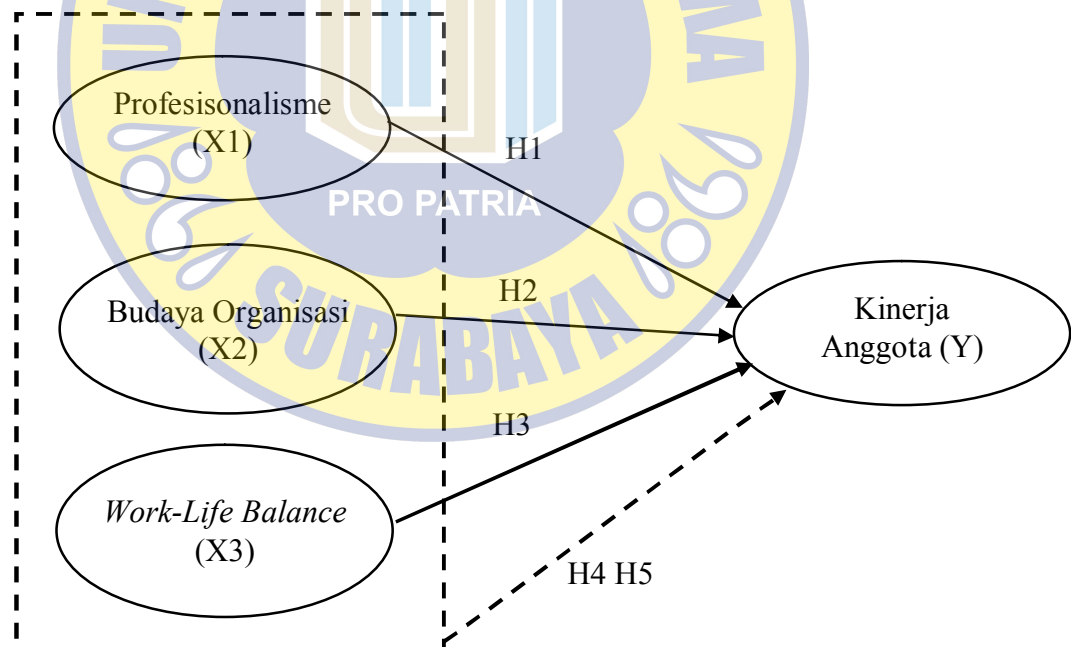 Profesisonalisme
(X1)
H1
PRO PATRIA
Budaya Organisasi
(X2)
H2
Kinerja
Anggota (Y)
SURABAYA
H3
Work-Life Balance
(X3)
H4 H5